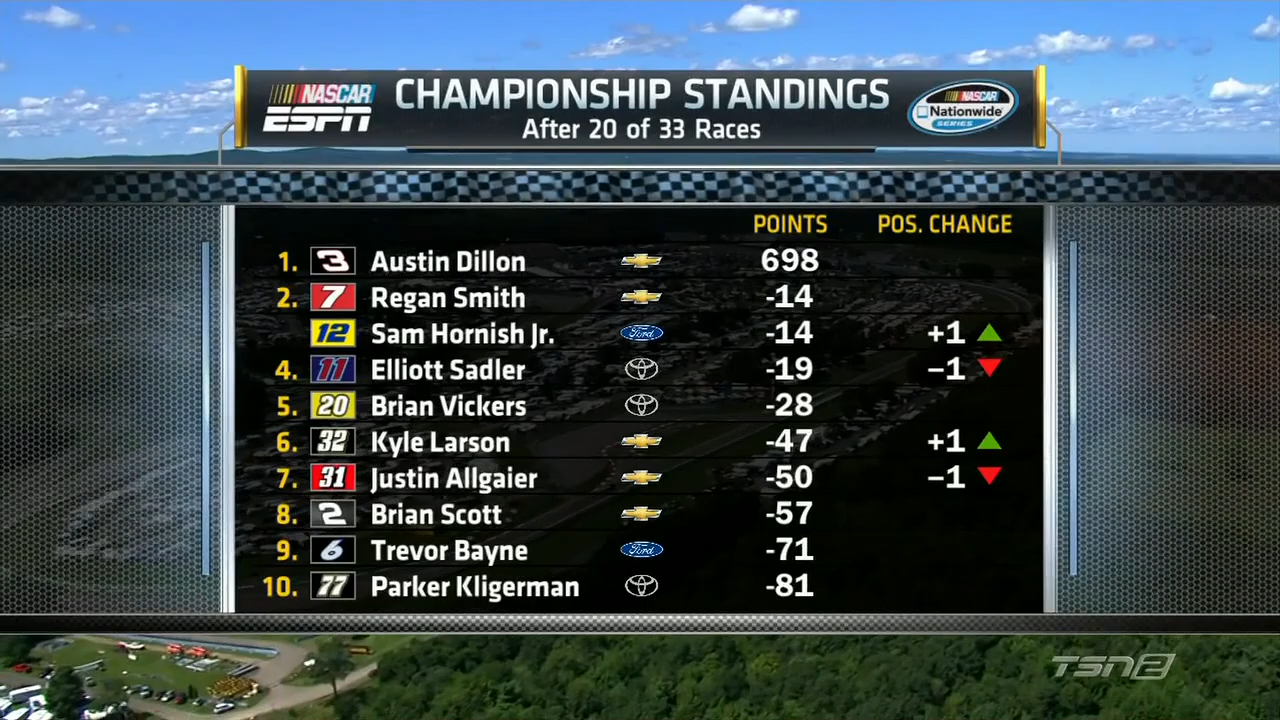 NASCAR
ESPN
CHAMPIONSHIP STANDINGS
After 20 of 33 Races
NASCAR
Nationwide
SERIES
POINTS POS. CHANGE
1. 3 Austin Dillon 698
2. 7 Regan Smith -14
12 Sam Hornish Jr. Ford -14 +1
4. 11 Elliott Sadler -19 –1
5. 20 Brian Vickers -28
6. 32 Kyle Larson -47 +1
7. 31 Justin Allgaier -50 –1
8. 2 Brian Scott -57
9. 6 Trevor Bayne Ford -71
10. 77 Parker Kligerman -81
TSN2